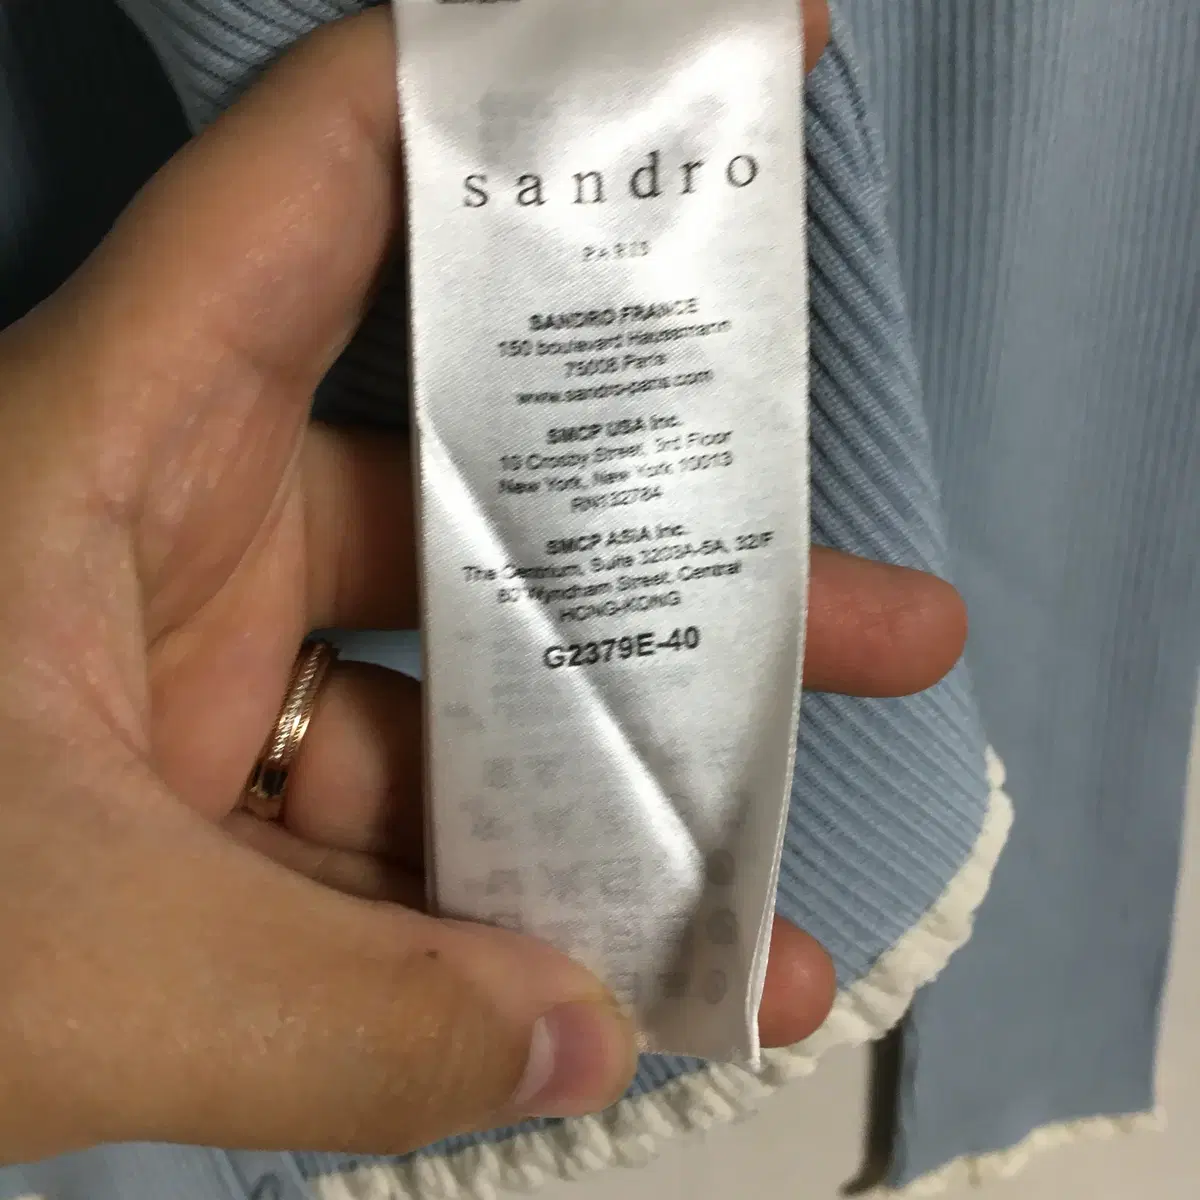 sandro
PARIS
SANDRO FRANCE
150 boulevard Haussmann
75008 Paris
www.sandro-paris.com
SMCP USA Inc.
Crosby Street, 3rd Floor
New York, New York 10013
RN132784
SMCP ASIA Inc.
The Centrium, Suite 3203A-5A, 32/F
60 Wyndham Street, Central
HONG-KONG
G2379E-40